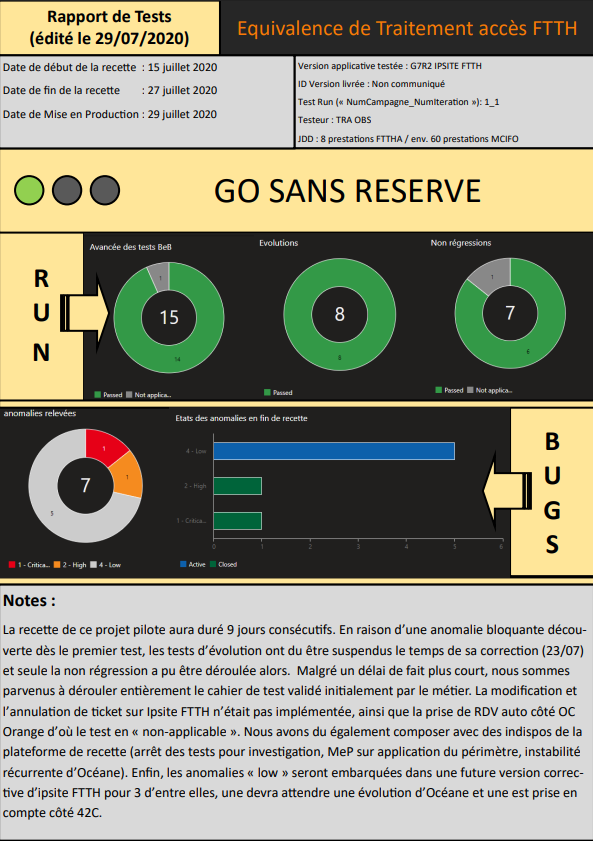 Rapport de Tests
(édité le 29/07/2020)
Equivalence de Traitement accès FTTH
Date de début de la recette : 15 juillet 2020
Date de fin de la recette : 27 juillet 2020
Date de Mise en Production : 29 juillet 2020
Version applicative testée : G7R2 IPSITE FTTH
ID Version livrée : Non communiqué
Test Run (« NumCampagne_NumIteration »): 1_1
Testeur : TRA OBS
JDD : 8 prestations FTTHA / env. 60 prestations MCIFO
GO SANS RESERVE
R
U
N
Avancée des tests BeB
1
15
14
Passed Not applica...
Evolutions
8
8
Passed
Non régressions
1
7
6
Passed Not applica...
anomalies relevées
1
1
7
5
1 - Critica... 2 - High 4 - Low
Etats des anomalies en fin de recette
4 - Low
2 - High
1 - Critica...
0 1 2 3 4 5 6
Active Closed
B
U
G
S
Notes :
La recette de ce projet pilote aura duré 9 jours consécutifs. En raison d’une anomalie bloquante décou-
verte dès le premier test, les tests d’évolution ont du être suspendus le temps de sa correction (23/07)
et seule la non régression a pu être déroulée alors. Malgré un délai de fait plus court, nous sommes
parvenus à dérouler entièrement le cahier de test validé initialement par le métier. La modification et
l’annulation de ticket sur Ipsite FTTH n’était pas implémentée, ainsi que la prise de RDV auto côté OC
Orange d’où le test en « non-applicable ». Nous avons du également composer avec des indispos de la
plateforme de recette (arrêt des tests pour investigation, MeP sur application du périmètre, instabilité
récurrente d’Océane). Enfin, les anomalies « low » seront embarquées dans une future version correc-
tive d’ipsite FTTH pour 3 d’entre elles, une devra attendre une évolution d’Océane et une est prise en
compte côté 42C.